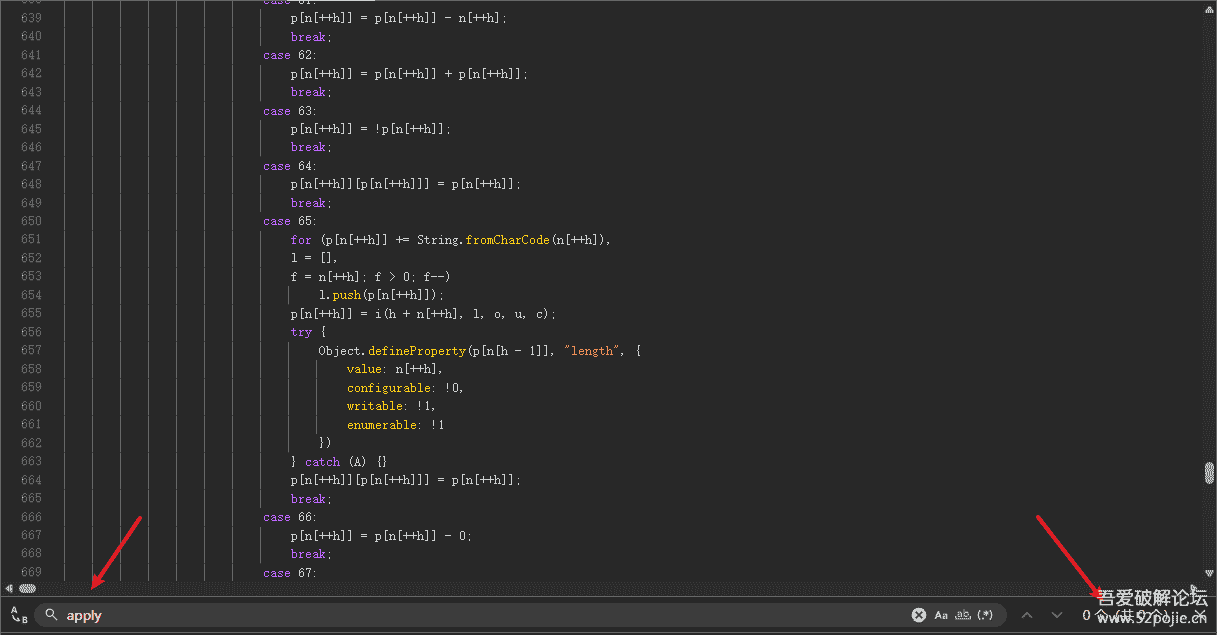 639 p[n[++h]] = p[n[++h]] - n[++h];
640 break;
641 case 62:
642 p[n[++h]] = p[n[++h]] + p[n[++h]];
643 break;
644 case 63:
645 p[n[++h]] = !p[n[++h]];
646 break;
647 case 64:
648 p[n[++h]][p[n[++h]]] = p[n[++h]];
649 break;
650 case 65:
651 for (p[n[++h]] += String.fromCharCode(n[++h]),
652 l = [],
653 f = n[++h]; f > 0; f--)
654 l.push(p[n[++h]]);
655 p[n[++h]] = i(h + n[++h], l, o, u, c);
656 try {
657 Object.defineProperty(p[n[h - 1]], "length", {
658 value: n[++h],
659 configurable: !0,
660 writable: !1,
661 enumerable: !1
662 })
663 } catch (A) {}
664 p[n[++h]][p[n[++h]]] = p[n[++h]];
665 break;
666 case 66:
667 p[n[++h]] = p[n[++h]] - 0;
668 break;
669 case 67:
A B apply Aa ab (.*) 0 个
吾爱破解论坛
www.52pojie.cn